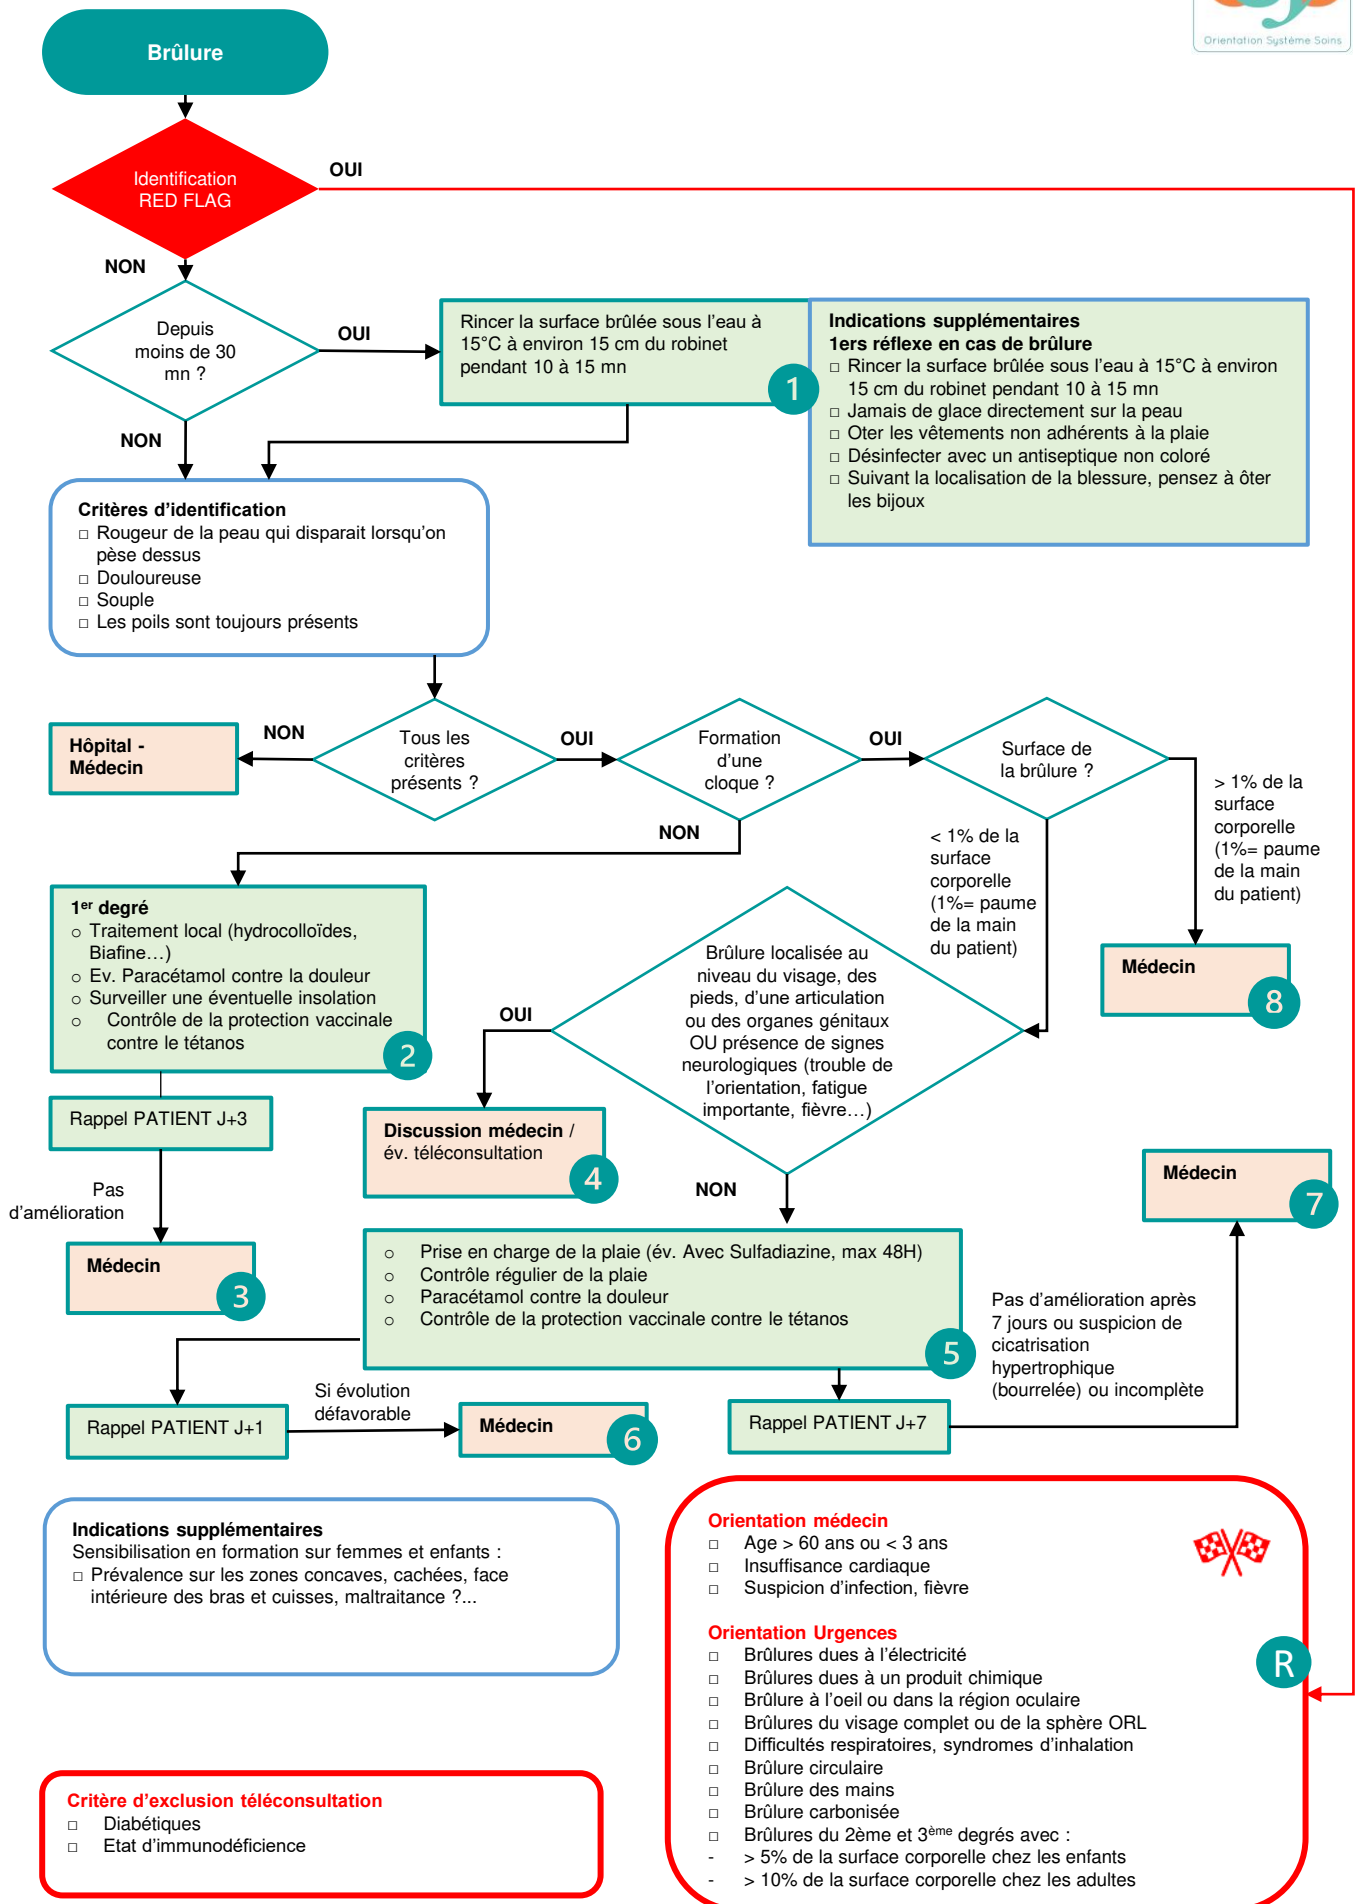 Orientation Système Soins
Brûlure
Identification
RED FLAG
OUI
NON
Depuis
moins de 30
mn ?
OUI
NON
Rincer la surface brûlée sous l'eau à
15°C à environ 15 cm du robinet
pendant 10 à 15 mn
1
Indications supplémentaires
1ers réflexe en cas de brûlure
□ Rincer la surface brûlée sous l'eau à 15°C à environ
15 cm du robinet pendant 10 à 15 mn
□ Jamais de glace directement sur la peau
□ Oter les vêtements non adhérents à la plaie
□ Désinfecter avec un antiseptique non coloré
□ Suivant la localisation de la blessure, pensez à ôter
les bijoux
Critères d'identification
□ Rougeur de la peau qui disparait lorsqu'on
pèse dessus
□ Douloureuse
□ Souple
□ Les poils sont toujours présents
Tous les
critères
présents ?
NON
Hôpital -
Médecin
OUI
Formation
d'une
cloque ?
OUI
NON
Surface de
la brûlure ?
< 1% de la
surface
corporelle
(1%= paume
de la main
du patient)
> 1% de la
surface
corporelle
(1%= paume
de la main
du patient)
Médecin
8
1er degré
o Traitement local (hydrocolloïdes,
Biafine…)
o Ev. Paracétamol contre la douleur
o Surveiller une éventuelle insolation
o Contrôle de la protection vaccinale
contre le tétanos
2
Rappel PATIENT J+3
Pas
d'amélioration
Médecin
3
Brûlure localisée au
niveau du visage, des
pieds, d'une articulation
ou des organes génitaux
OU présence de signes
neurologiques (trouble de
l'orientation, fatigue
importante, fièvre…)
OUI
Discussion médecin /
év. téléconsultation
4
NON
o Prise en charge de la plaie (év. Avec Sulfadiazine, max 48H)
o Contrôle régulier de la plaie
o Paracétamol contre la douleur
o Contrôle de la protection vaccinale contre le tétanos
5
Rappel PATIENT J+1
Si évolution
défavorable
Médecin
6
Rappel PATIENT J+7
Pas d'amélioration après
7 jours ou suspicion de
cicatrisation
hypertrophique
(bourrelée) ou incomplète
Médecin
7
Indications supplémentaires
Sensibilisation en formation sur femmes et enfants :
□ Prévalence sur les zones concaves, cachées, face
intérieure des bras et cuisses, maltraitance ?...
Critère d'exclusion téléconsultation
□ Diabétiques
□ Etat d'immunodéficience
Orientation médecin
□ Age > 60 ans ou < 3 ans
□ Insuffisance cardiaque
□ Suspicion d'infection, fièvre
Orientation Urgences
□ Brûlures dues à l'électricité
□ Brûlures dues à un produit chimique
□ Brûlure à l'oeil ou dans la région oculaire
□ Brûlures du visage complet ou de la sphère ORL
□ Difficultés respiratoires, syndromes d'inhalation
□ Brûlure circulaire
□ Brûlure des mains
□ Brûlure carbonisée
□ Brûlures du 2ème et 3ème degrés avec :
- > 5% de la surface corporelle chez les enfants
- > 10% de la surface corporelle chez les adultes
R